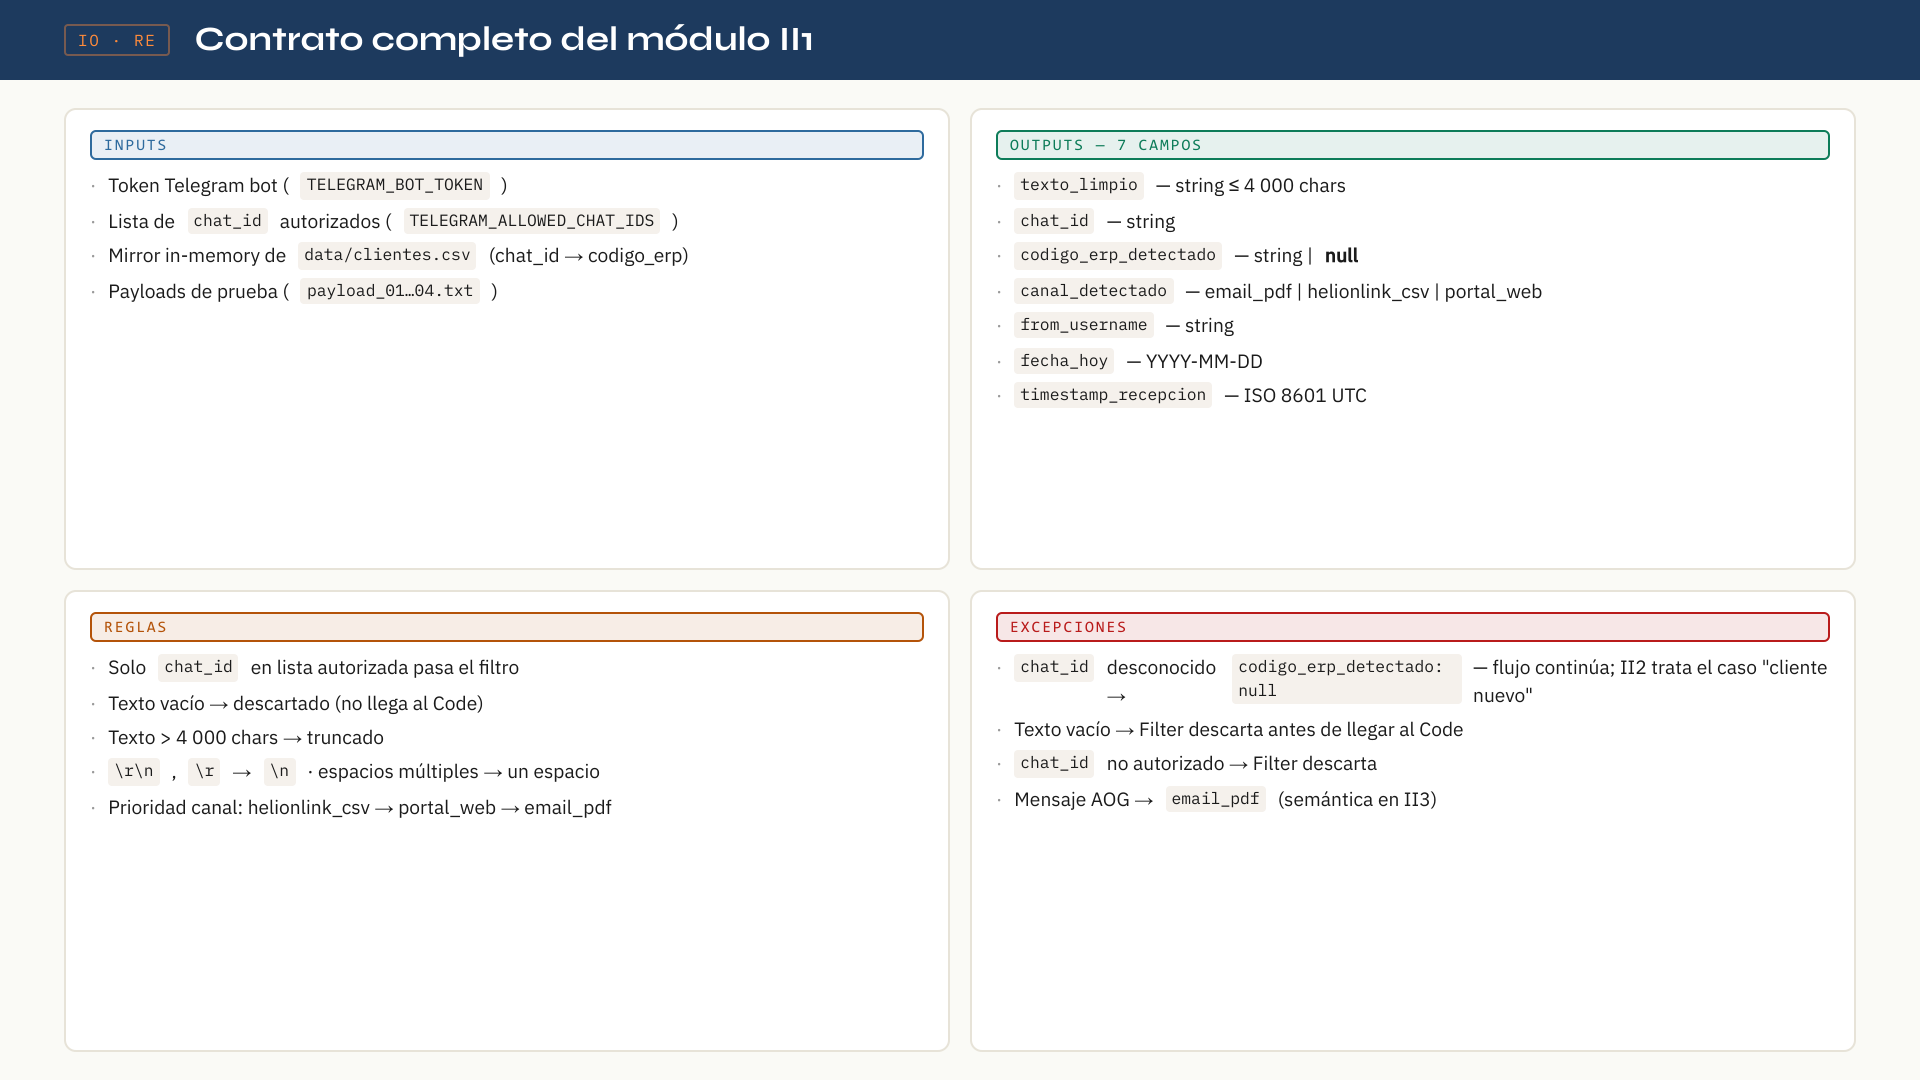 IO · RE
Contrato completo del módulo II1
INPUTS
· Token Telegram bot ( TELEGRAM_BOT_TOKEN )
· Lista de chat_id autorizados ( TELEGRAM_ALLOWED_CHAT_IDS )
· Mirror in-memory de data/clientes.csv (chat_id → codigo_erp)
· Payloads de prueba ( payload_01…04.txt )
OUTPUTS — 7 CAMPOS
· texto_limpio — string ≤ 4 000 chars
· chat_id — string
· codigo_erp_detectado — string | null
· canal_detectado — email_pdf | helionlink_csv | portal_web
· from_username — string
· fecha_hoy — YYYY-MM-DD
· timestamp_recepcion — ISO 8601 UTC
REGLAS
· Solo chat_id en lista autorizada pasa el filtro
· Texto vacío → descartado (no llega al Code)
· Texto > 4 000 chars → truncado
· \r\n , \r → \n · espacios múltiples → un espacio
· Prioridad canal: helionlink_csv → portal_web → email_pdf
EXCEPCIONES
· chat_id desconocido → codigo_erp_detectado: null — flujo continúa; II2 trata el caso "cliente nuevo"
· Texto vacío → Filter descarta antes de llegar al Code
· chat_id no autorizado → Filter descarta
· Mensaje AOG → email_pdf (semántica en II3)